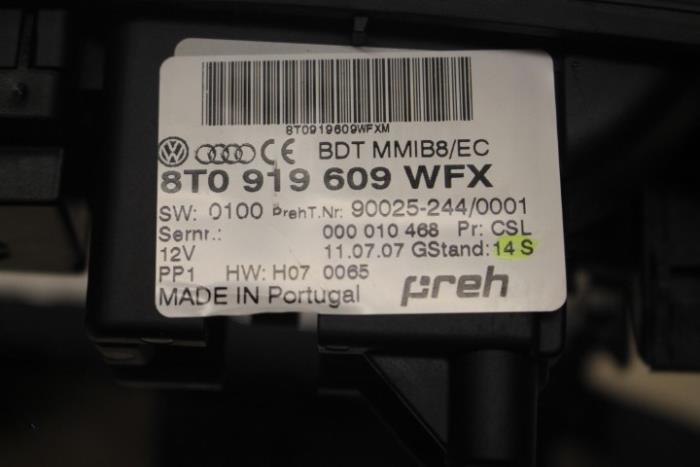 8T0919609WFXM
CE BDT MMIB8/EC
8T0 919 609 WFX
SW: 0100 PrehT.Nr: 90025-244/0001
Sernr.: 000 010 468 Pr: CSL
12V 11.07.07 GStand: 14 S
PP1 HW: H07 0065
MADE IN Portugal preh